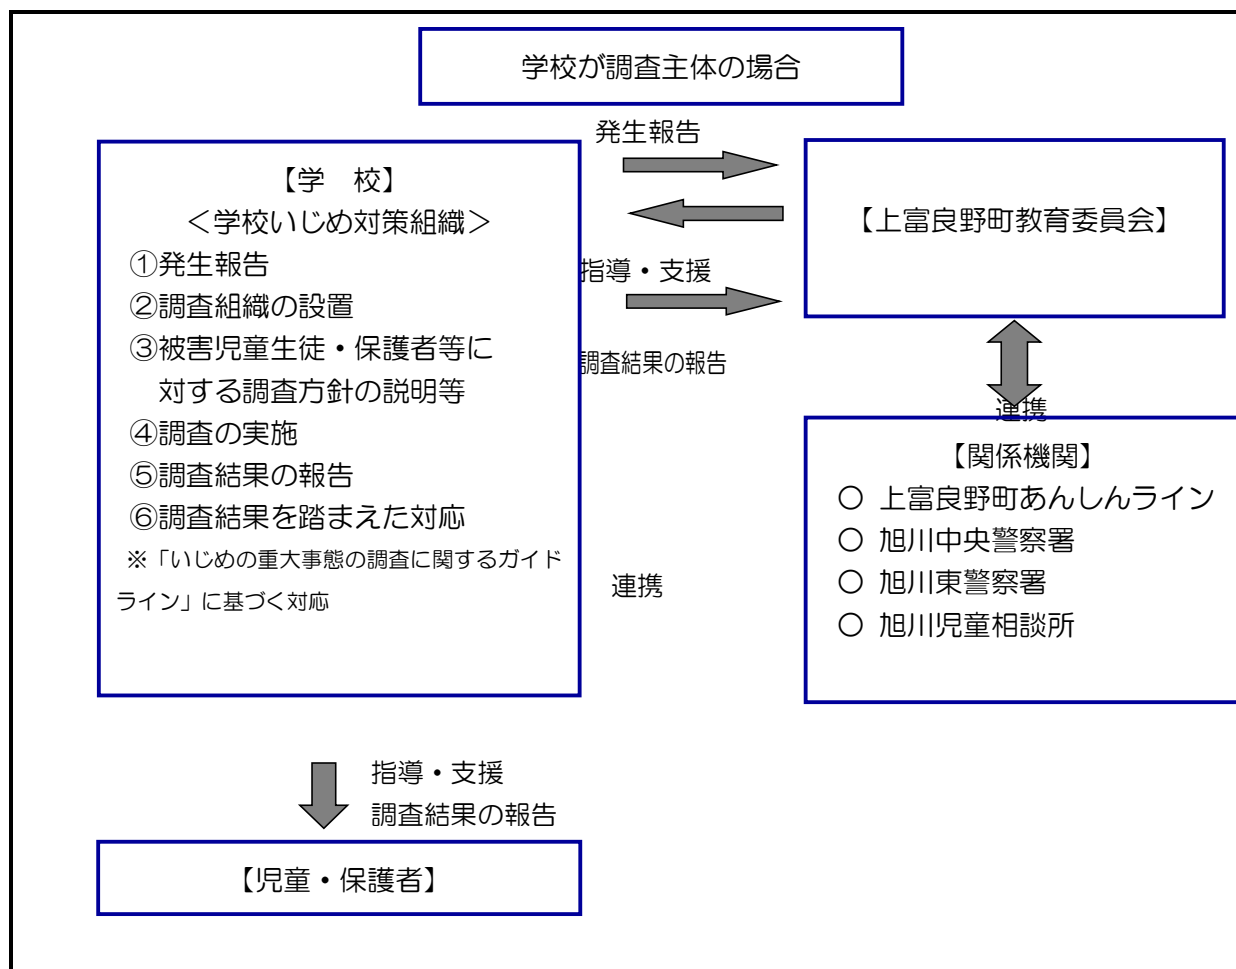 学校が調査主体の場合
発生報告
【学　校】
＜学校いじめ対策組織＞
①発生報告
②調査組織の設置
③被害児童生徒・保護者等に
対する調査方針の説明等
④調査の実施
⑤調査結果の報告
⑥調査結果を踏まえた対応
※「いじめの重大事態の調査に関するガイド
ライン」に基づく対応
指導・支援
調査結果の報告
連携
【上富良野町教育委員会】
連携
【関係機関】
○ 上富良野町あんしんライン
○ 旭川中央警察署
○ 旭川東警察署
○ 旭川児童相談所
指導・支援
調査結果の報告
【児童・保護者】